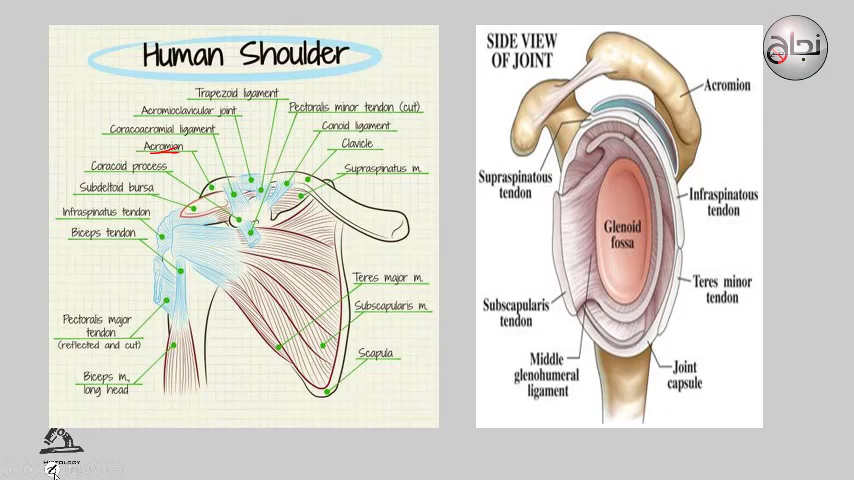 Human Shoulder
Trapezoid ligament
Acromioclavicular joint
Pectoralis minor tendon (cut)
Coracoacromial ligament
Conoid ligament
Acromion
Clavicle
Coracoid process
Supraspinatus m.
Subdeltoid bursa
Infraspinatus tendon
Biceps tendon
Teres major m.
Subscapularis m.
Pectoralis major
tendon
(reflected and cut)
Scapula
Biceps m.,
long head
SIDE VIEW
OF JOINT
Acromion
Supraspinatous
tendon
Infraspinatous
tendon
Glenoid
fossa
Teres minor
tendon
Subscapularis
tendon
Middle
glenohumeral
ligament
Joint
capsule
نجاح